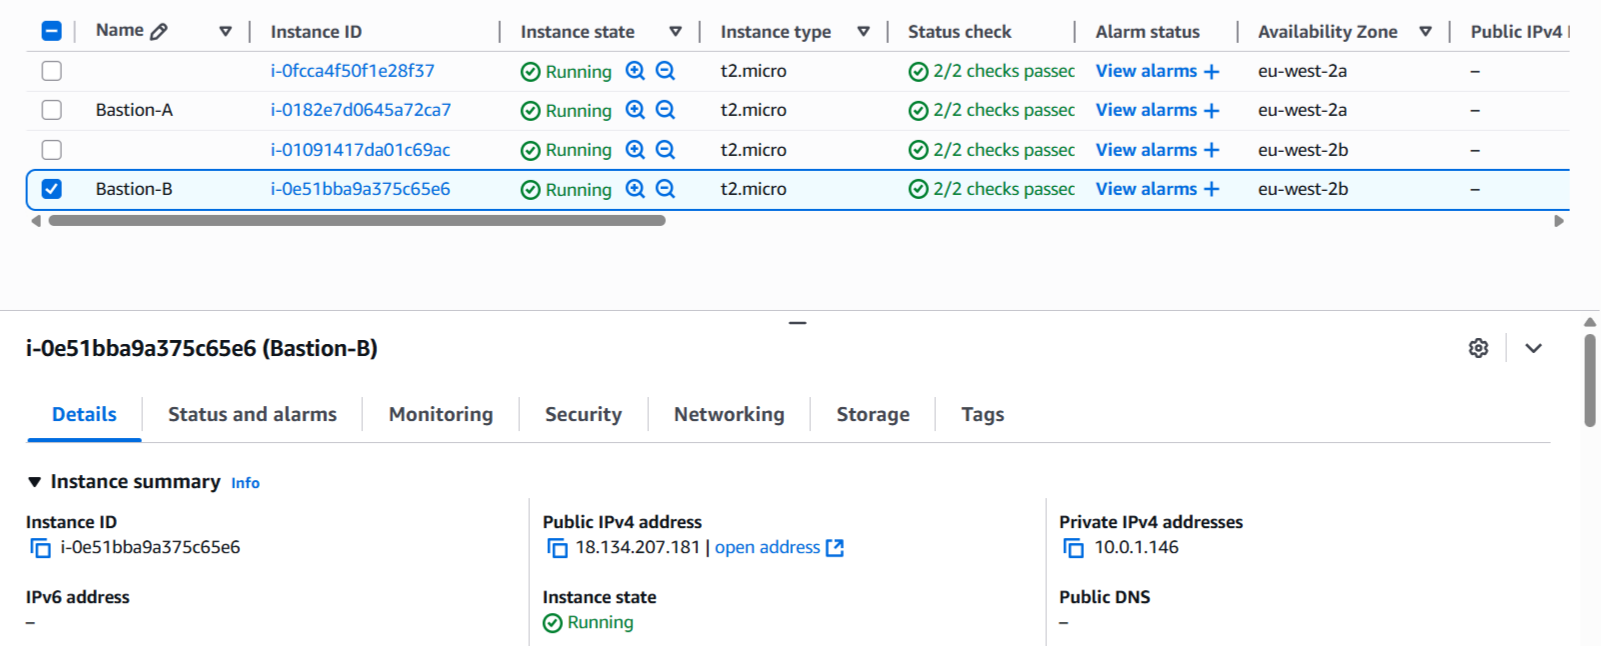 Name Instance ID Instance state Instance type Status check Alarm status Availability Zone Public IPv4
i-0fcca4f50f1e28f37 Running t2.micro 2/2 checks passec View alarms + eu-west-2a –
Bastion-A i-0182e7d0645a72ca7 Running t2.micro 2/2 checks passec View alarms + eu-west-2a –
i-01091417da01c69ac Running t2.micro 2/2 checks passec View alarms + eu-west-2b –
Bastion-B i-0e51bba9a375c65e6 Running t2.micro 2/2 checks passec View alarms + eu-west-2b –
i-0e51bba9a375c65e6 (Bastion-B)
Details Status and alarms Monitoring Security Networking Storage Tags
Instance summary Info
Instance ID Public IPv4 address Private IPv4 addresses
i-0e51bba9a375c65e6 18.134.207.181 | open address 10.0.1.146
IPv6 address Instance state Public DNS
– Running –